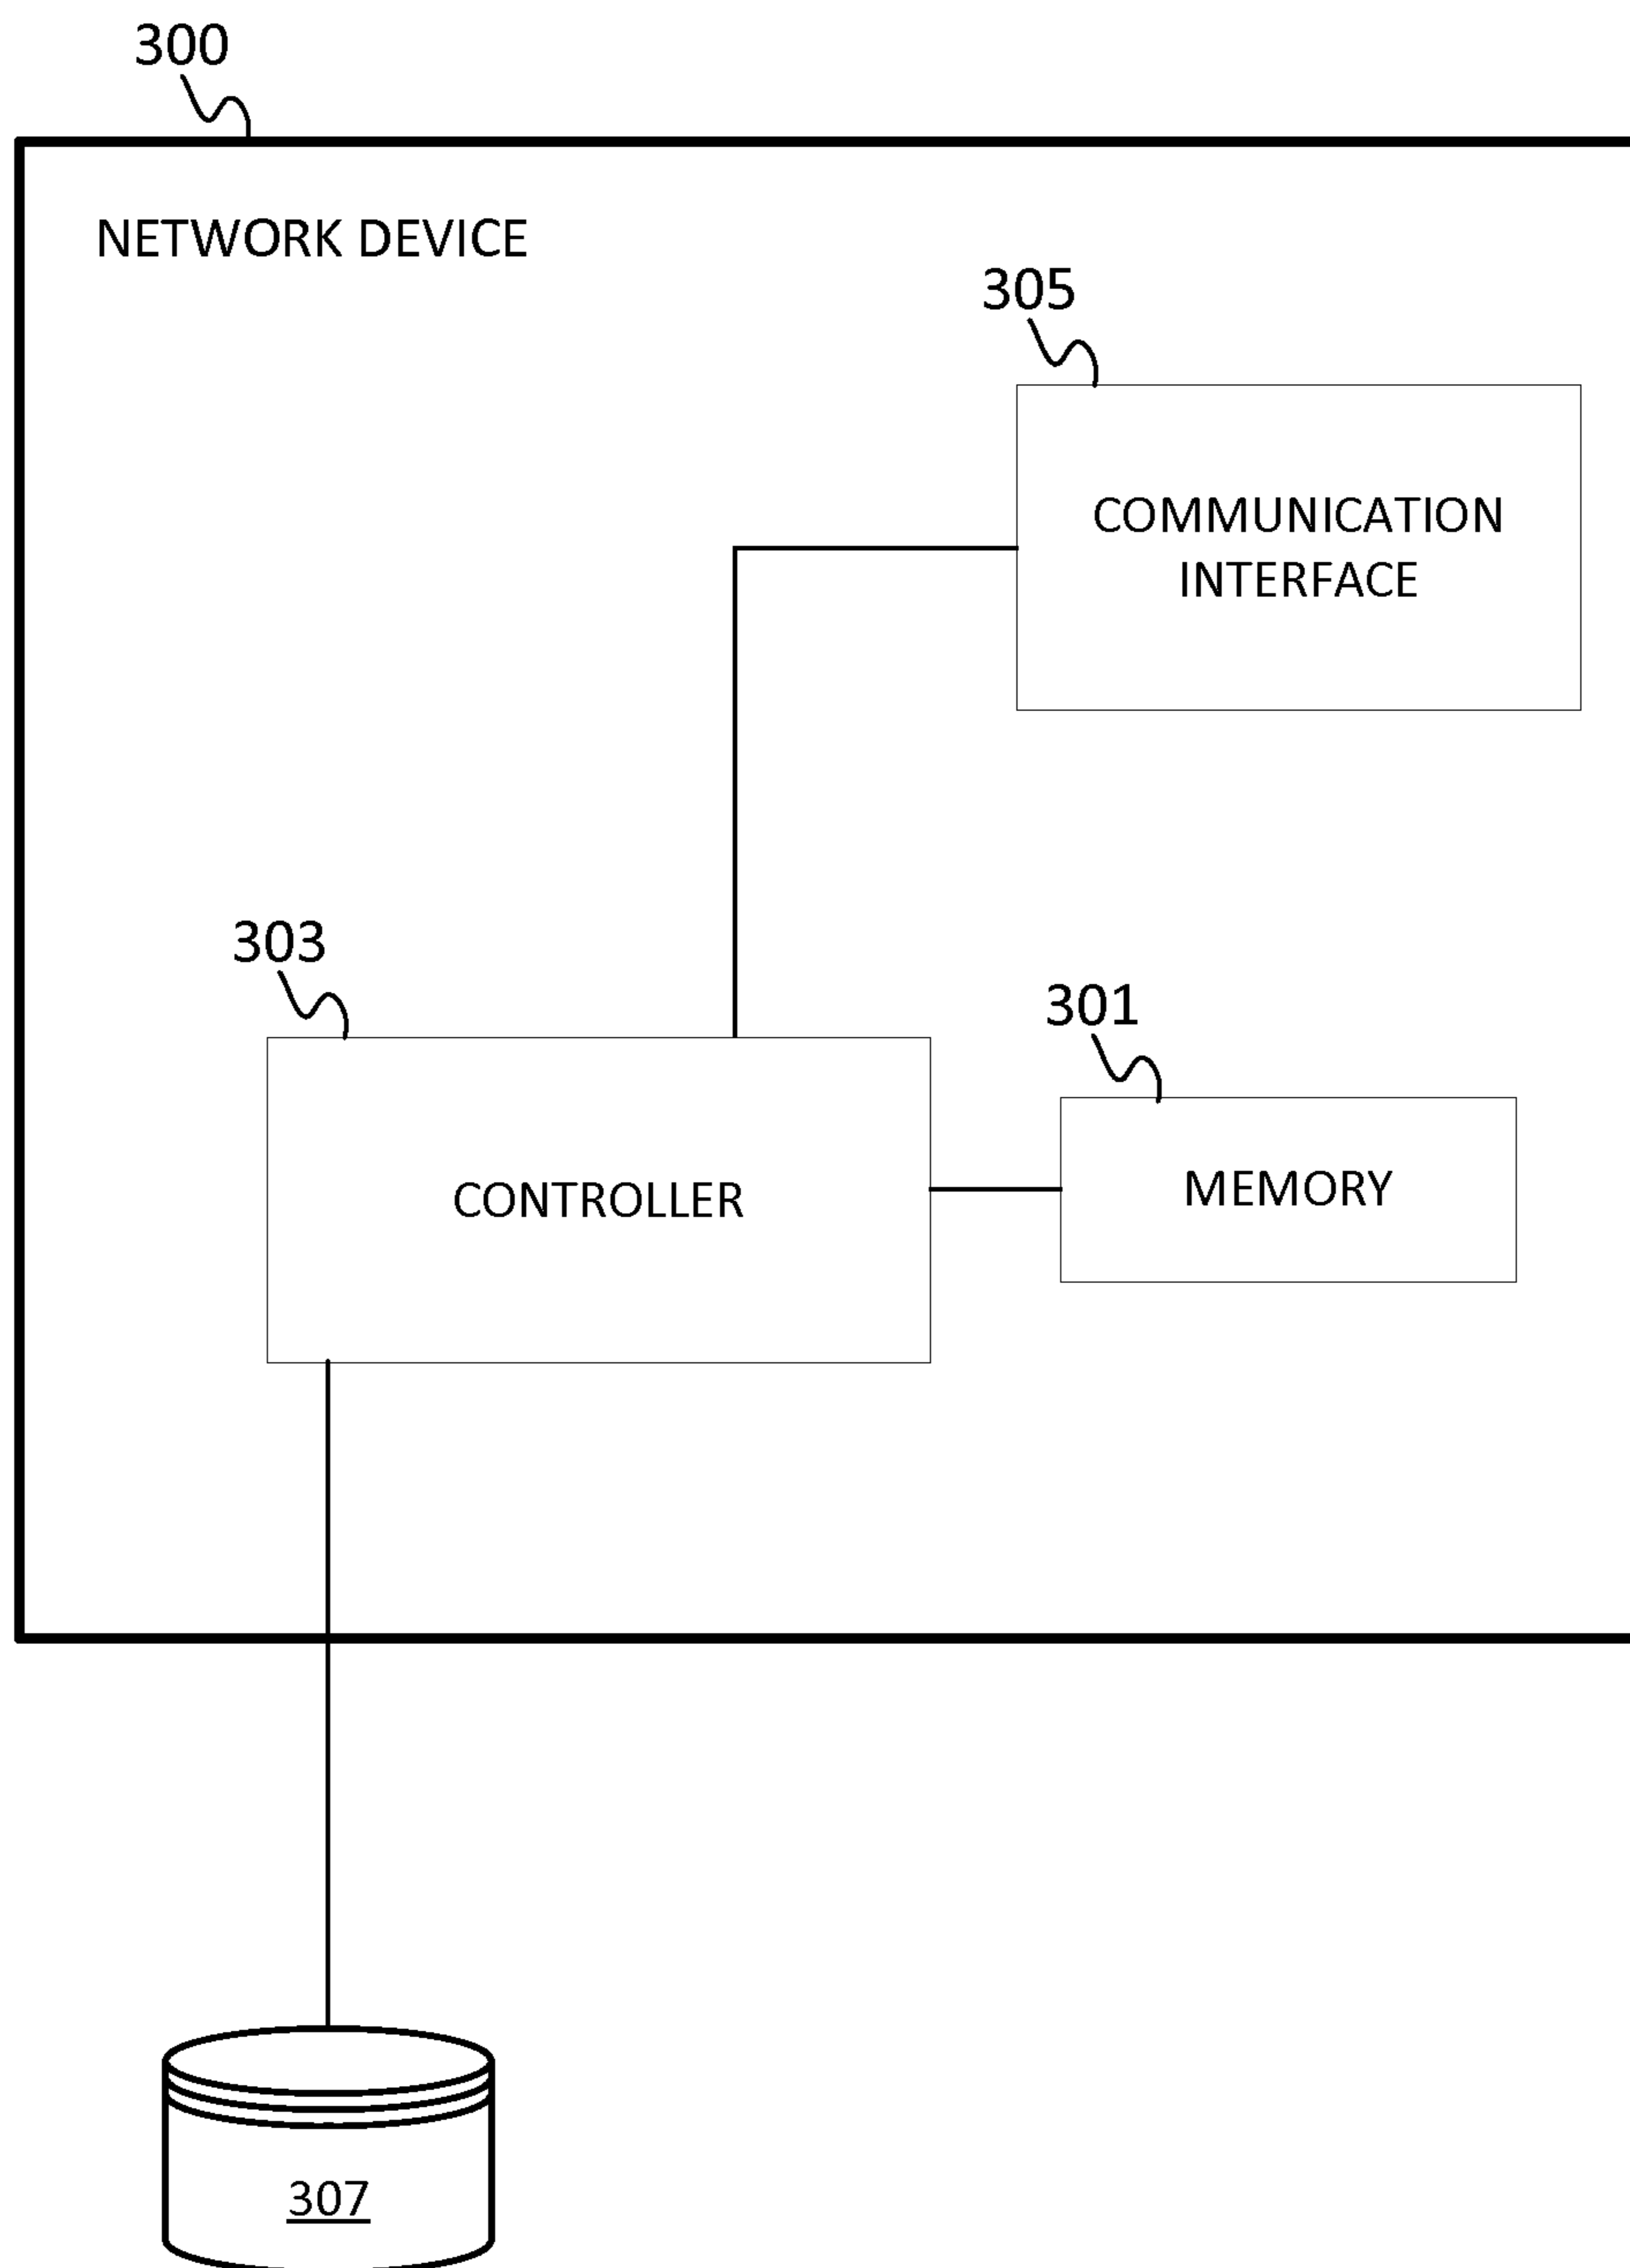 300
NETWORK DEVICE
305
COMMUNICATION
INTERFACE
303
301
CONTROLLER
MEMORY
307